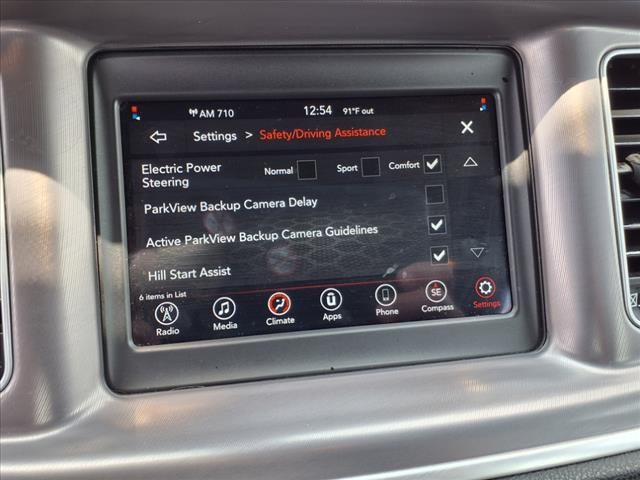 AM 710 12:54 91°F out
Settings > Safety/Driving Assistance X
Electric Power Normal Sport Comfort
Steering
ParkView Backup Camera Delay
Active ParkView Backup Camera Guidelines
Hill Start Assist
6 items in List
Radio Media Climate Apps U Phone SE Compass Settings